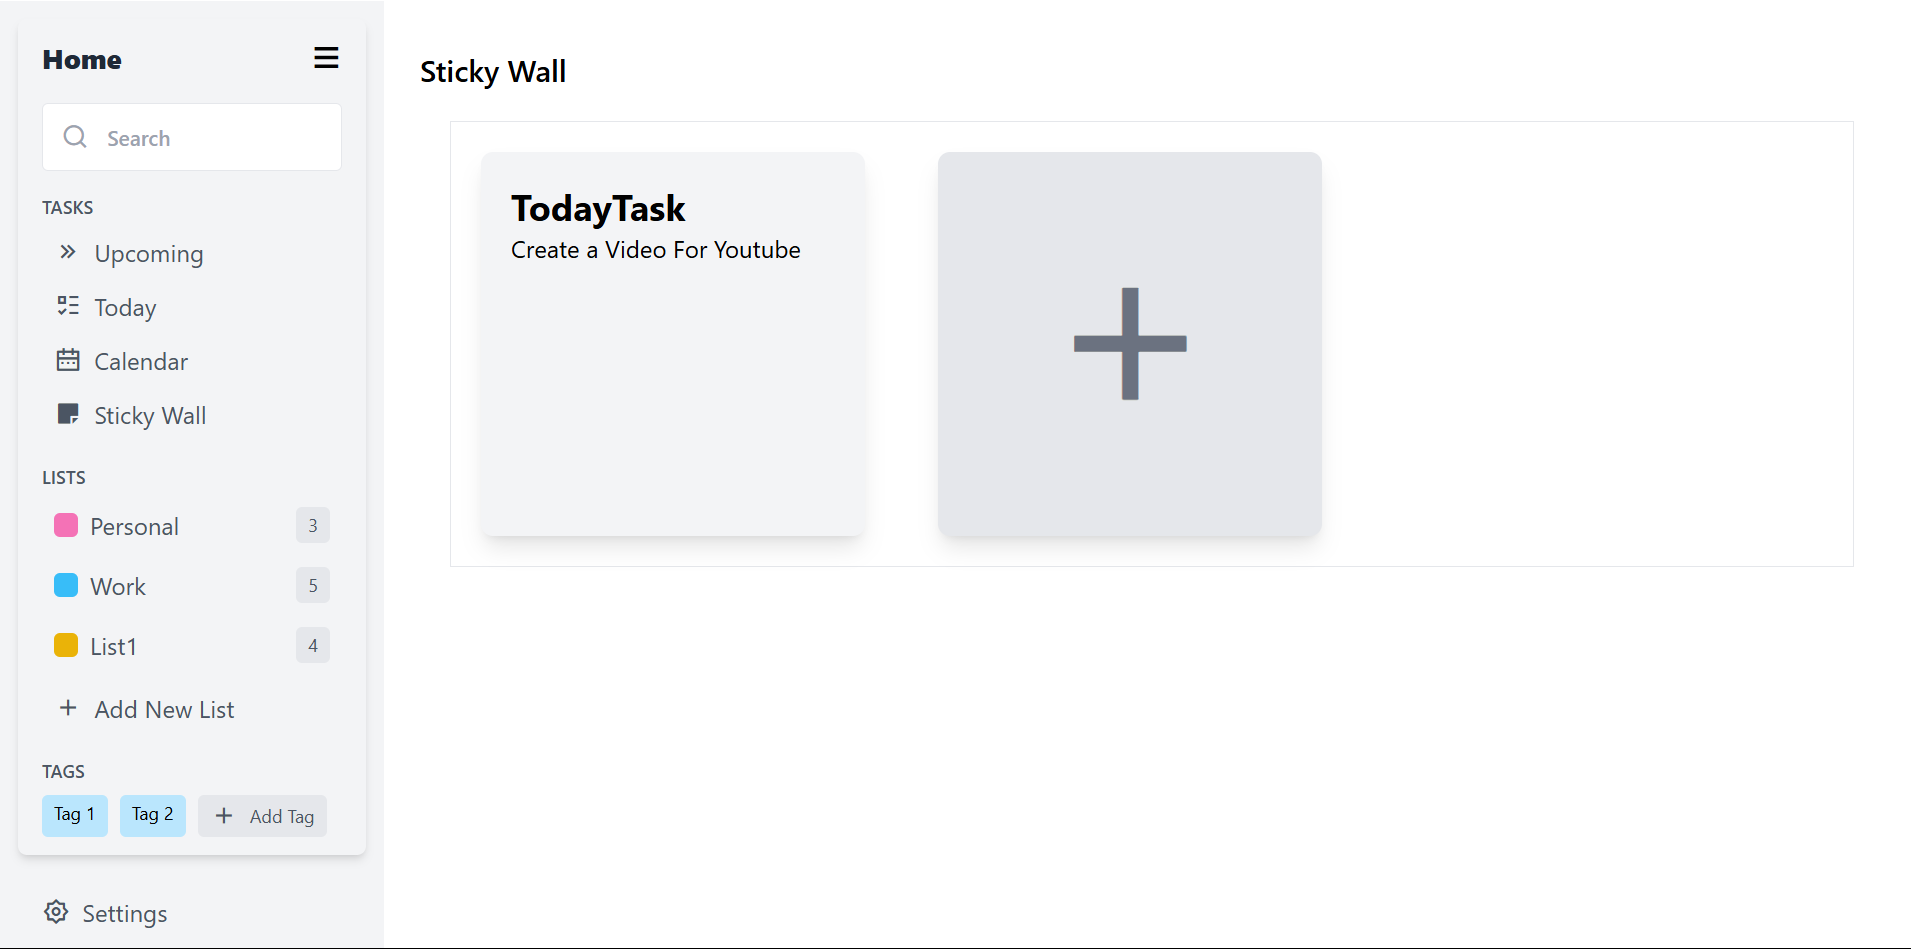 Home
Search
TASKS
Upcoming
Today
Calendar
Sticky Wall
LISTS
Personal 3
Work 5
List1 4
Add New List
TAGS
Tag 1 Tag 2 Add Tag
Settings
Sticky Wall
TodayTask
Create a Video For Youtube